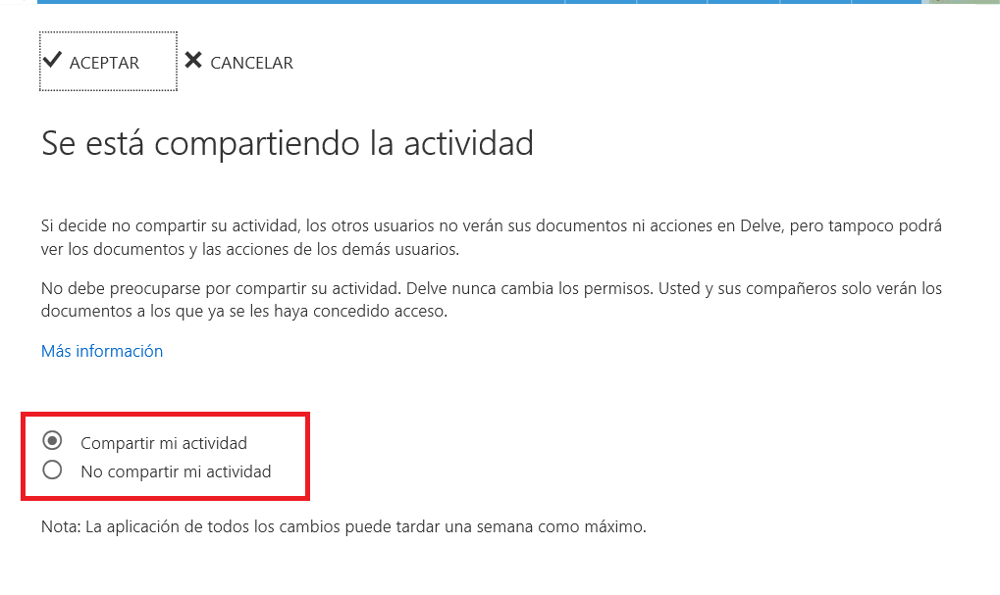 ACEPTAR CANCELAR
Se está compartiendo la actividad
Si decide no compartir su actividad, los otros usuarios no verán sus documentos ni acciones en Delve, pero tampoco podrá
ver los documentos y las acciones de los demás usuarios.
No debe preocuparse por compartir su actividad. Delve nunca cambia los permisos. Usted y sus compañeros solo verán los
documentos a los que ya se les haya concedido acceso.
Más información
Compartir mi actividad
No compartir mi actividad
Nota: La aplicación de todos los cambios puede tardar una semana como máximo.